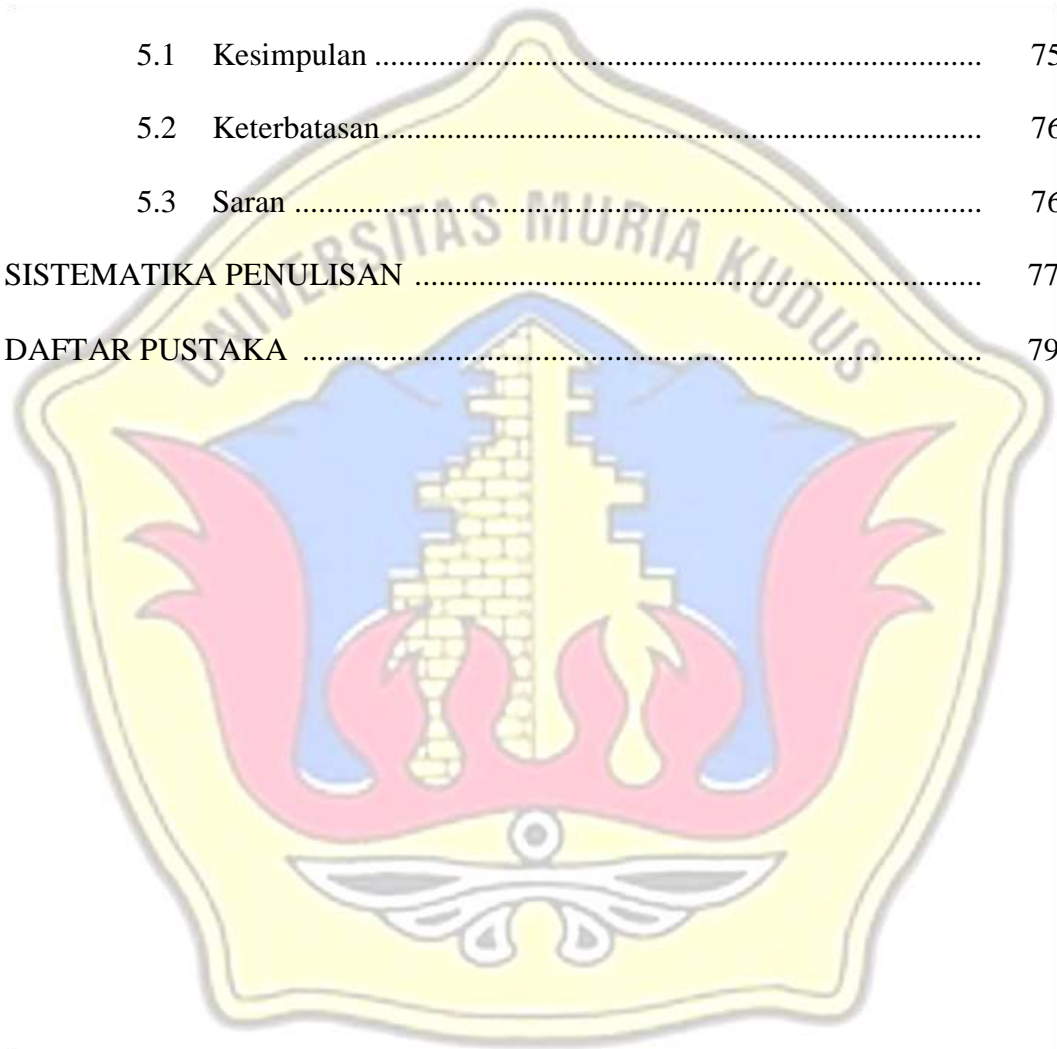 5.1 Kesimpulan ........................................................................... 75
5.2 Keterbatasan.......................................................................... 76
5.3 Saran ..................................................................................... 76
SISTEMATIKA PENULISAN ...................................................................... 77
DAFTAR PUSTAKA .................................................................................... 79
UNIVERSITAS MURIA KUDUS